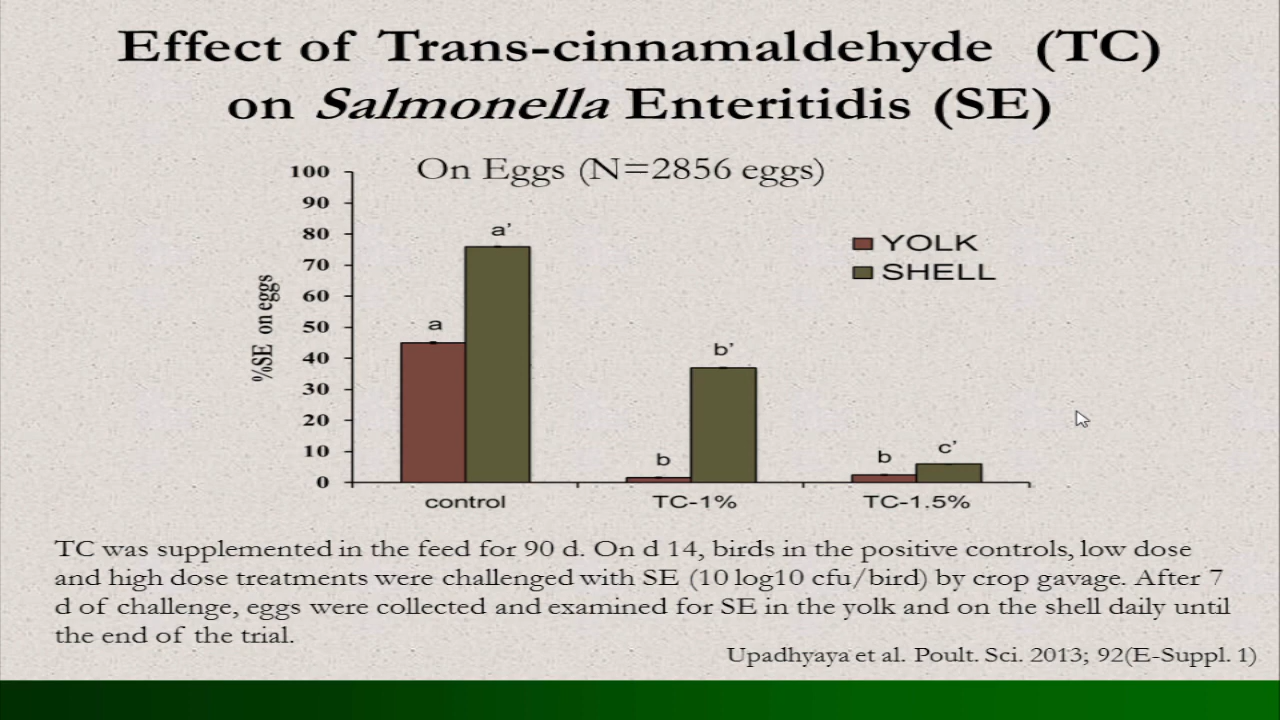 Effect of Trans-cinnamaldehyde (TC)
on Salmonella Enteritidis (SE)
On Eggs (N=2856 eggs)
100
90
80
70
60
50
40
30
20
10
0
%SE on eggs
a
a’
b
b’
b
c’
YOLK
SHELL
control
TC-1%
TC-1.5%
TC was supplemented in the feed for 90 d. On d 14, birds in the positive controls, low dose
and high dose treatments were challenged with SE (10 log10 cfu/bird) by crop gavage. After 7
d of challenge, eggs were collected and examined for SE in the yolk and on the shell daily until
the end of the trial.
Upadhyaya et al. Poult. Sci. 2013; 92(E-Suppl. 1)